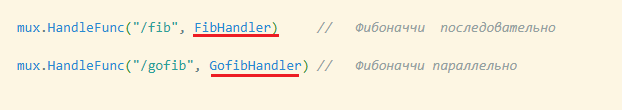 mux.HandleFunc("/fib", FibHandler) // Фибоначчи последовательно
mux.HandleFunc("/gofib", GofibHandler) // Фибоначчи параллельно